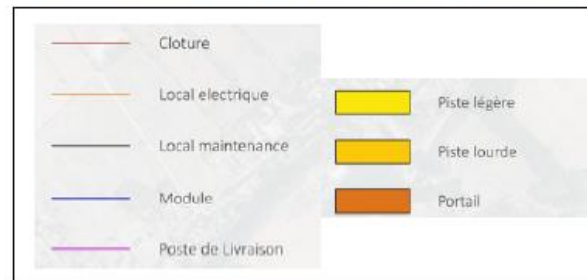 Cloture
Local electrique
Local maintenance
Module
Poste de Livraison
Piste légère
Piste lourde
Portail